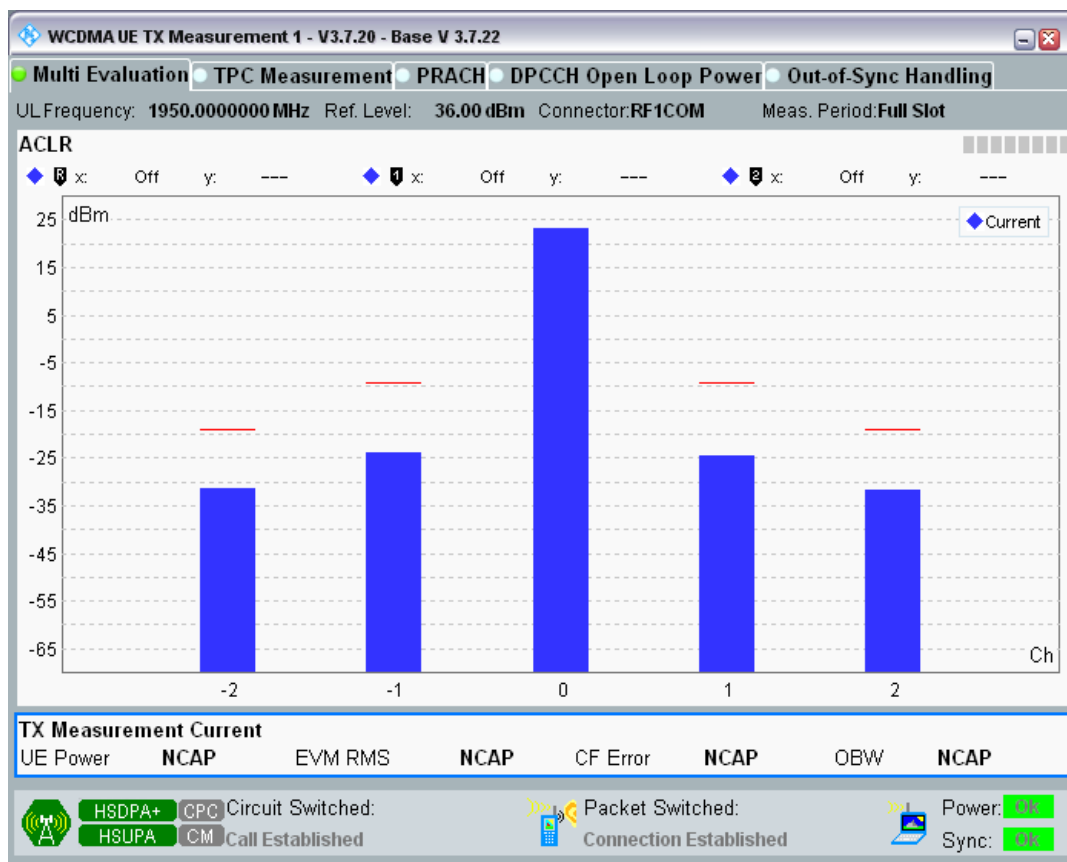 WCDMA UE TX Measurement 1 - V3.7.20 - Base V 3.7.22
Multi Evaluation TPC Measurement PRACH DPCCH Open Loop Power Out-of-Sync Handling
UL Frequency: 1950.0000000 MHz Ref. Level: 36.00 dBm Connector:RF1COM Meas. Period:Full Slot
ACLR
R x: Off y: --- 1 x: Off y: --- 2 x: Off y: ---
dBm
Current
25
15
5
-5
-15
-25
-35
-45
-55
-65
Ch
-2 -1 0 1 2
TX Measurement Current
UE Power NCAP EVM RMS NCAP CF Error NCAP OBW NCAP
HSDPA+ CPC Circuit Switched: Packet Switched: Power: Ok
HSUPA CM Call Established Connection Established Sync: Ok